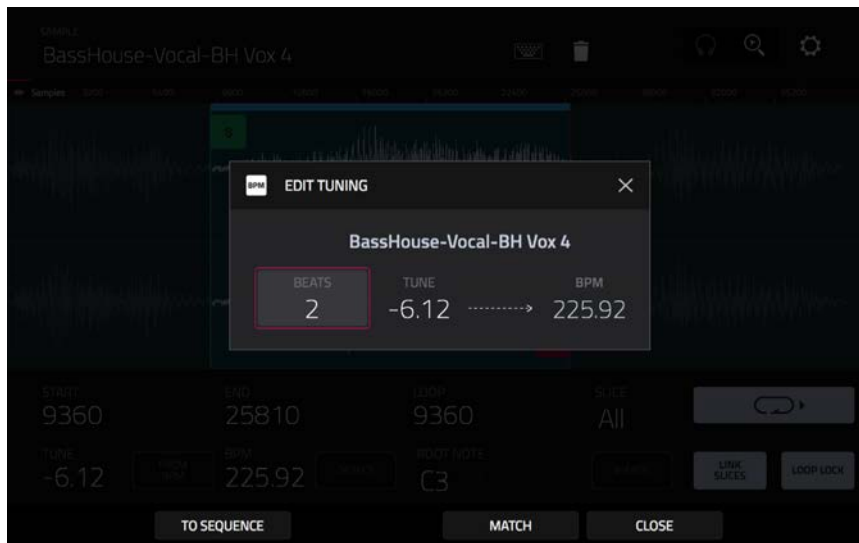 SAMPLE
BassHouse-Vocal-BH Vox 4
Samples
S
BPM EDIT TUNING
BassHouse-Vocal-BH Vox 4
BEATS TUNE BPM
2 -6.12 225.92
START END LOOP SLICE
9360 25810 9360 All
TUNE BPM ROOT NOTE
-6.12 225.92 C3
LINK SLICES LOOP LOCK
TO SEQUENCE MATCH CLOSE